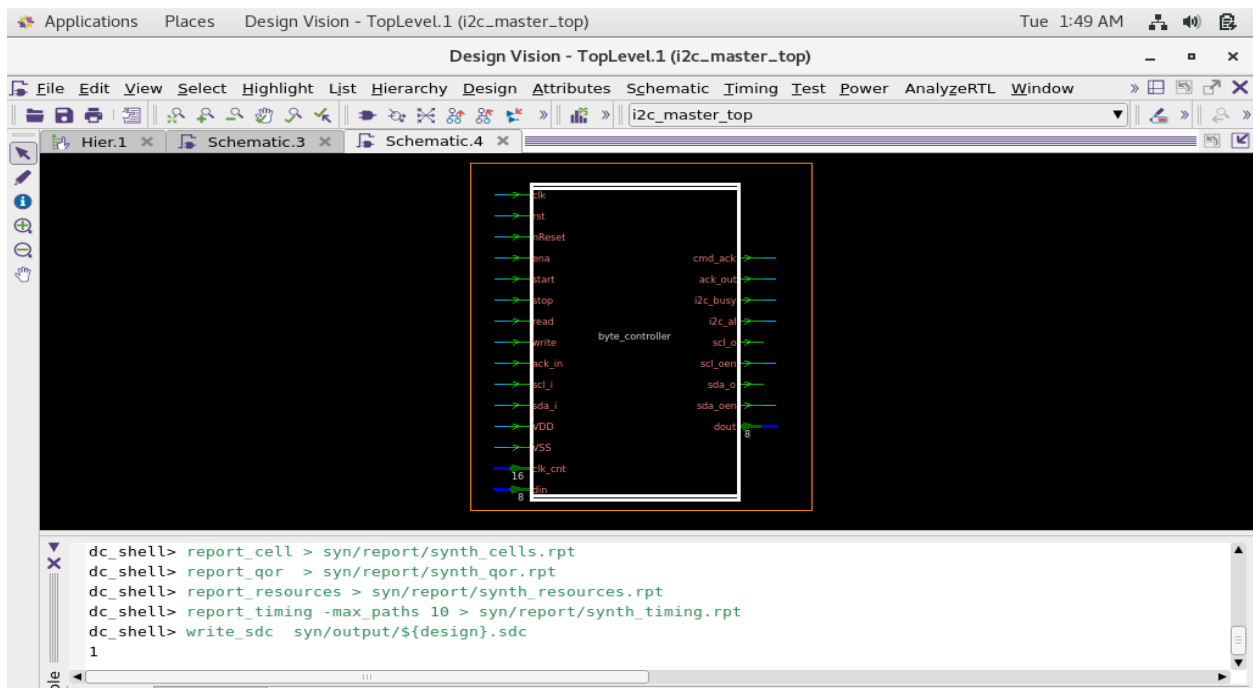 Applications Places Design Vision - TopLevel.1 (i2c_master_top) Tue 1:49 AM
Design Vision - TopLevel.1 (i2c_master_top)
File Edit View Select Highlight List Hierarchy Design Attributes Schematic Timing Test Power AnalyzeRTL Window »
» » i2c_master_top » »
Hier.1 Schematic.3 Schematic.4
clk
rst
nReset
ena cmd_ack
start ack_out
stop i2c_busy
read i2c_al
write byte_controller scl_o
ack_in scl_oen
scl_i sda_o
sda_i sda_oen
VDD dout
8
VSS
clk_cnt
16
din
8
dc_shell> report_cell > syn/report/synth_cells.rpt
dc_shell> report_qor > syn/report/synth_qor.rpt
dc_shell> report_resources > syn/report/synth_resources.rpt
dc_shell> report_timing -max_paths 10 > syn/report/synth_timing.rpt
dc_shell> write_sdc syn/output/${design}.sdc
1